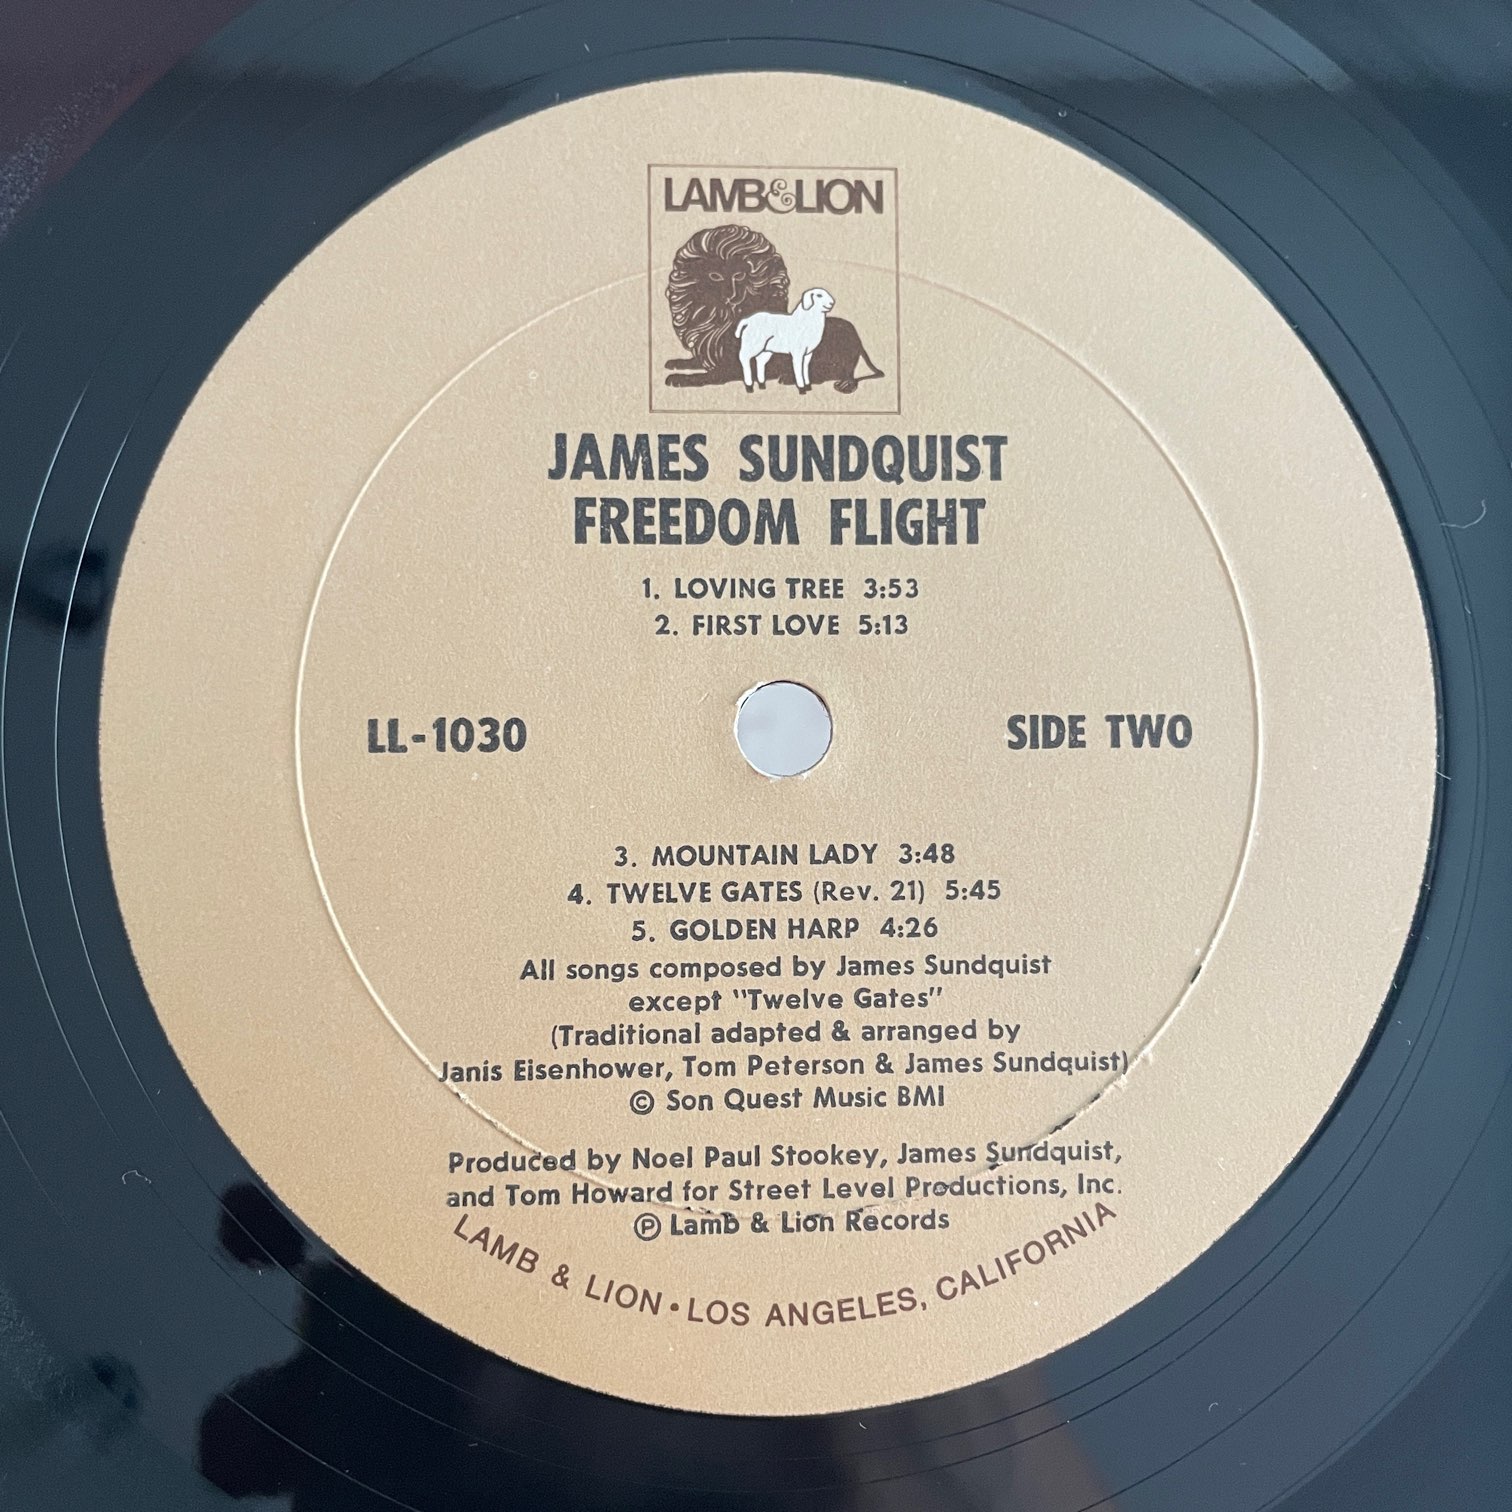 LAMB&LION
JAMES SUNDQUIST
FREEDOM FLIGHT
1. LOVING TREE 3:53
2. FIRST LOVE 5:13
LL-1030
SIDE TWO
3. MOUNTAIN LADY 3:48
4. TWELVE GATES (Rev. 21) 5:45
5. GOLDEN HARP 4:26
All songs composed by James Sundquist
except "Twelve Gates"
(Traditional adapted & arranged by
Janis Eisenhower, Tom Peterson & James Sundquist)
© Son Quest Music BMI
Produced by Noel Paul Stookey, James Sundquist,
and Tom Howard for Street Level Productions, Inc.
℗ Lamb & Lion Records
LAMB & LION • LOS ANGELES, CALIFORNIA